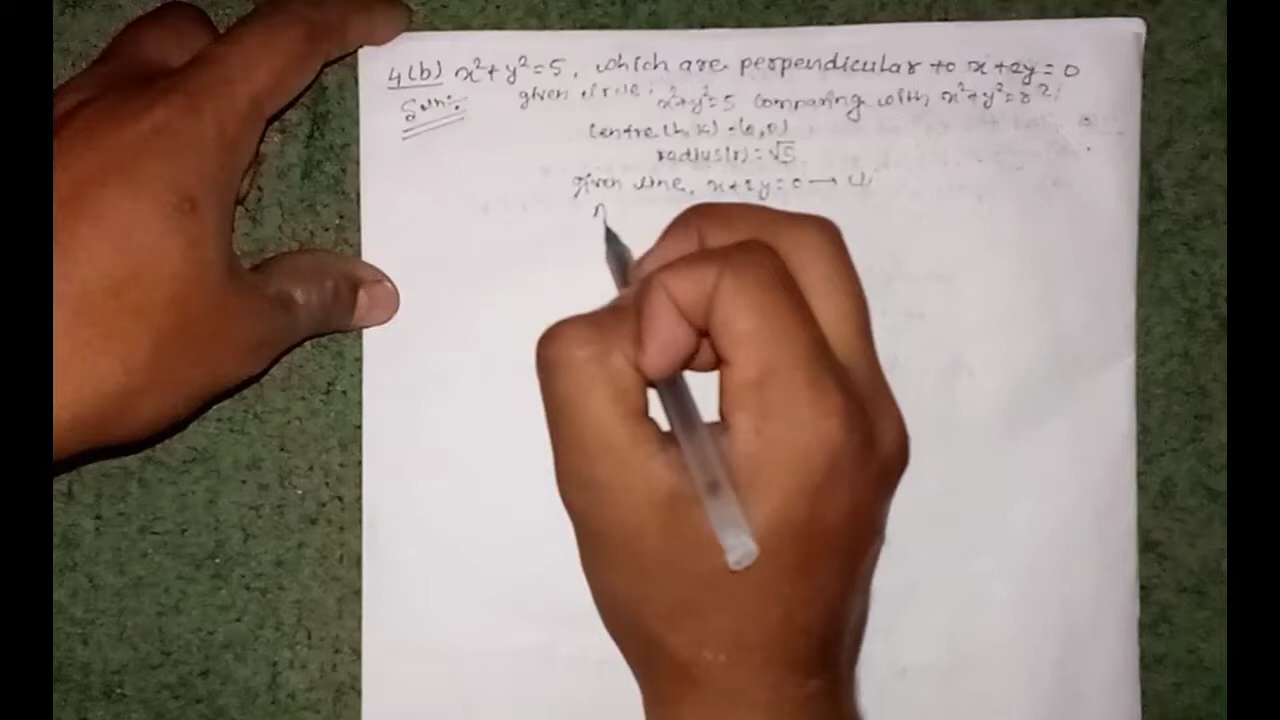 4(b) x²+y²=5, which are perpendicular to x+2y=0
Soln:
given circle: x²+y²=5 comparing with x²+y²=r²;
centre(h,k) = (0,0)
radius(r) = √5
given line, x+2y=0 → (1)